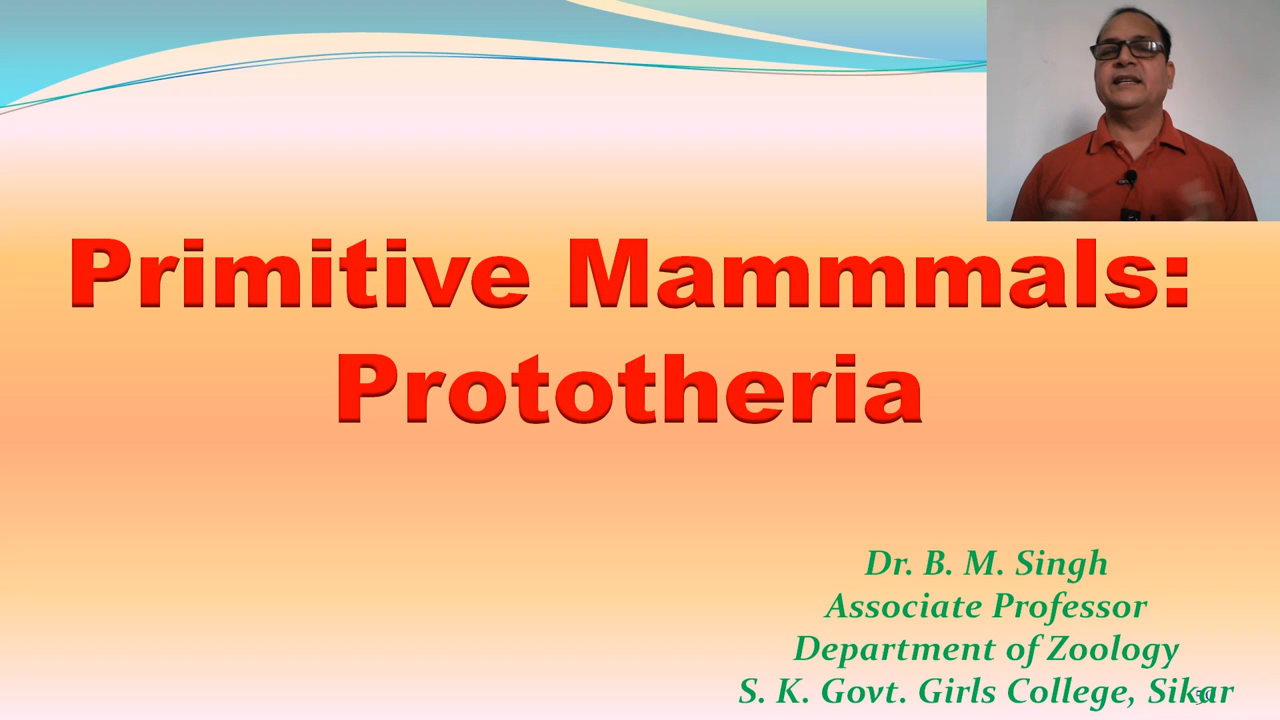 Primitive Mammmals:
Prototheria
Dr. B. M. Singh
Associate Professor
Department of Zoology
S. K. Govt. Girls College, Sikar